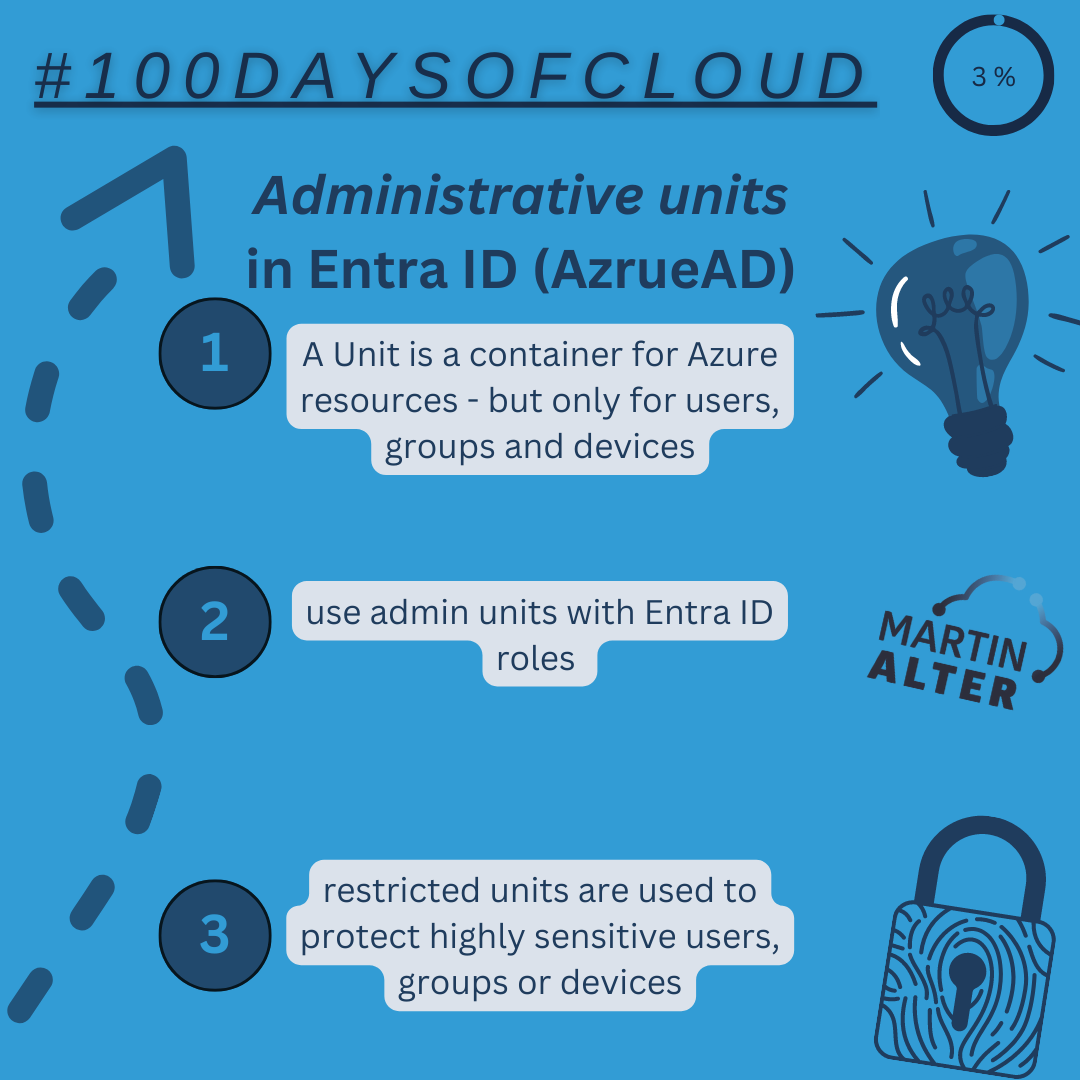 #100DAYSOFCLOUD
3 %
Administrative units
in Entra ID (AzrueAD)
1
A Unit is a container for Azure
resources - but only for users,
groups and devices
2
use admin units with Entra ID
roles
MARTIN
ALTER
3
restricted units are used to
protect highly sensitive users,
groups or devices